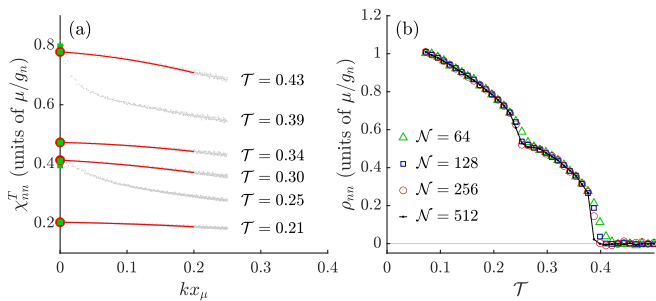 (a)
χ^T_nn (units of μ/g_n)
0.8
0.6
0.4
0.2
0
0.1
0.2
0.3
0.4
kx_μ
𝒯 = 0.43
𝒯 = 0.39
𝒯 = 0.34
𝒯 = 0.30
𝒯 = 0.25
𝒯 = 0.21
(b)
ρ_nn (units of μ/g_n)
1.2
1
0.8
0.6
0.4
0.2
0
0
0.1
0.2
0.3
0.4
𝒯
𝒩 = 64
𝒩 = 128
𝒩 = 256
𝒩 = 512